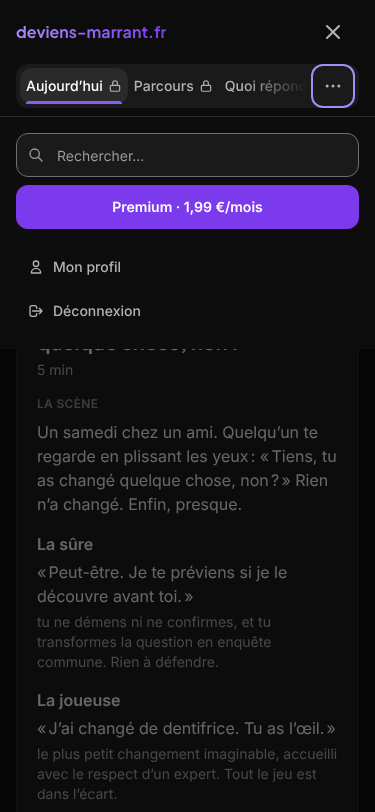 deviens-marrant.fr
Aujourd’hui
Parcours
Quoi répond
Rechercher...
Premium · 1,99 €/mois
Mon profil
Déconnexion
5 min
LA SCÈNE
Un samedi chez un ami. Quelqu’un te
regarde en plissant les yeux : « Tiens, tu
as changé quelque chose, non ? » Rien
n’a changé. Enfin, presque.
La sûre
« Peut-être. Je te préviens si je le
découvre avant toi. »
tu ne démens ni ne confirmes, et tu
transformes la question en enquête
commune. Rien à défendre.
La joueuse
« J’ai changé de dentifrice. Tu as l’œil. »
le plus petit changement imaginable, accueilli
avec le respect d’un expert. Tout le jeu est
dans l’écart.